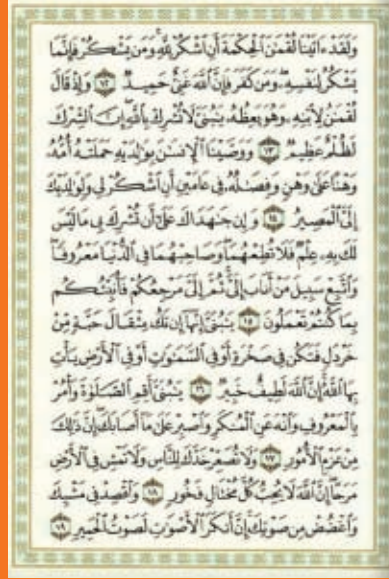 وَلَقَدْ ءَاتَيْنَا لُقْمَٰنَ ٱلْحِكْمَةَ أَنِ ٱشْكُرْ لِلَّهِ ۚ وَمَن يَشْكُرْ فَإِنَّمَا
يَشْكُرُ لِنَفْسِهِۦ ۖ وَمَن كَفَرَ فَإِنَّ ٱللَّهَ غَنِىٌّ حَمِيدٌ ١٢ وَإِذْ قَالَ
لُقْمَٰنُ لِٱبْنِهِۦ وَهُوَ يَعِظُهُۥ يَٰبُنَىَّ لَا تُشْرِكْ بِٱللَّهِ ۖ إِنَّ ٱلشِّرْكَ
لَظُلْمٌ عَظِيمٌ ١٣ وَوَصَّيْنَا ٱلْإِنسَٰنَ بِوَٰلِدَيْهِ حَمَلَتْهُ أُمُّهُۥ
وَهْنًا عَلَىٰ وَهْنٍ وَفِصَٰلُهُۥ فِى عَامَيْنِ أَنِ ٱشْكُرْ لِى وَلِوَٰلِدَيْكَ
إِلَىَّ ٱلْمَصِيرُ ١٤ وَإِن جَٰهَدَاكَ عَلَىٰٓ أَن تُشْرِكَ بِى مَا لَيْسَ
لَكَ بِهِۦ عِلْمٌ فَلَا تُطِعْهُمَا ۖ وَصَاحِبْهُمَا فِى ٱلدُّنْيَا مَعْرُوفًا ۖ
وَٱتَّبِعْ سَبِيلَ مَنْ أَنَابَ إِلَىَّ ۚ ثُمَّ إِلَىَّ مَرْجِعُكُمْ فَأُنَبِّئُكُم
بِمَا كُنتُمْ تَعْمَلُونَ ١٥ يَٰبُنَىَّ إِنَّهَآ إِن تَكُ مِثْقَالَ حَبَّةٍ مِّنْ
خَرْدَلٍ فَتَكُن فِى صَخْرَةٍ أَوْ فِى ٱلسَّمَٰوَٰتِ أَوْ فِى ٱلْأَرْضِ يَأْتِ
بِهَا ٱللَّهُ ۚ إِنَّ ٱللَّهَ لَطِيفٌ خَبِيرٌ ١٦ يَٰبُنَىَّ أَقِمِ ٱلصَّلَوٰةَ وَأْمُرْ
بِٱلْمَعْرُوفِ وَٱنْهَ عَنِ ٱلْمُنكَرِ وَٱصْبِرْ عَلَىٰ مَآ أَصَابَكَ ۖ إِنَّ ذَٰلِكَ
مِنْ عَزْمِ ٱلْأُمُورِ ١٧ وَلَا تُصَعِّرْ خَدَّكَ لِلنَّاسِ وَلَا تَمْشِ فِى ٱلْأَرْضِ
مَرَحًا ۖ إِنَّ ٱللَّهَ لَا يُحِبُّ كُلَّ مُخْتَالٍ فَخُورٍ ١٨ وَٱقْصِدْ فِى مَشْيِكَ
وَٱغْضُضْ مِن صَوْتِكَ ۚ إِنَّ أَنكَرَ ٱلْأَصْوَٰتِ لَصَوْتُ ٱلْحَمِيرِ ١٩